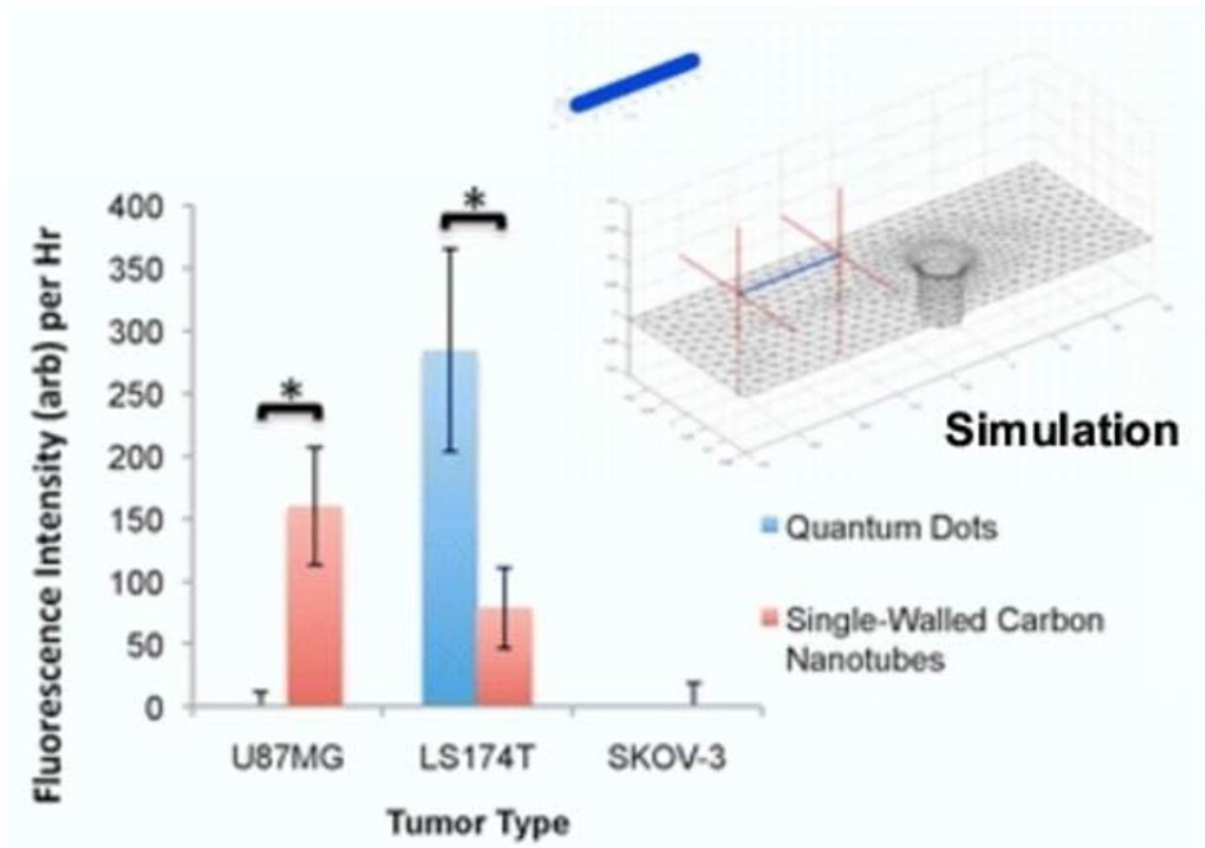 *
400
350
300
250
200
150
100
50
0
*
Fluorescence Intensity (arb) per Hr
U87MG
LS174T
SKOV-3
Tumor Type
Simulation
Quantum Dots
Single-Walled Carbon
Nanotubes